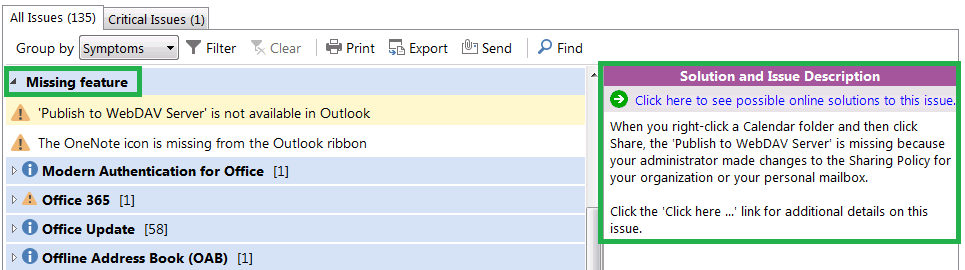 All Issues (135) Critical Issues (1)
Group by Symptoms Filter Clear Print Export Send Find
Missing feature
'Publish to WebDAV Server' is not available in Outlook
The OneNote icon is missing from the Outlook ribbon
Modern Authentication for Office [1]
Office 365 [1]
Office Update [58]
Offline Address Book (OAB) [1]
Solution and Issue Description
Click here to see possible online solutions to this issue.
When you right-click a Calendar folder and then click
Share, the 'Publish to WebDAV Server' is missing because
your administrator made changes to the Sharing Policy for
your organization or your personal mailbox.
Click the 'Click here ...' link for additional details on this
issue.